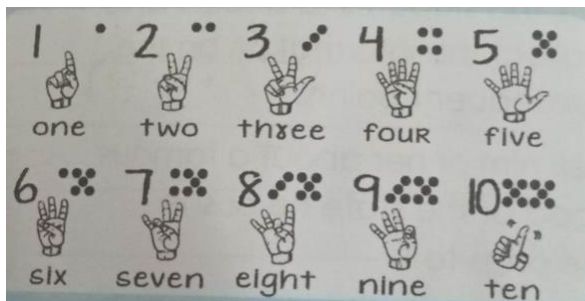 1 2 3 4 5
one two three four five
6 7 8 9 10
six seven eight nine ten